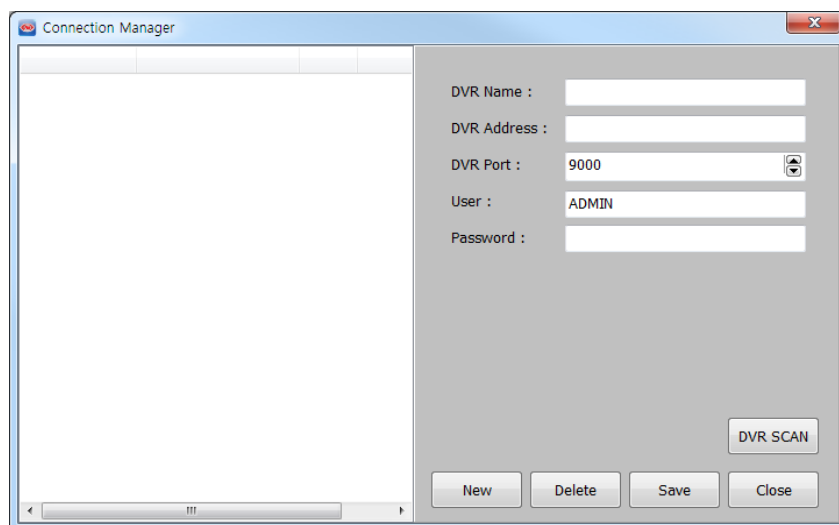 Connection Manager
DVR Name :
DVR Address :
DVR Port : 9000
User : ADMIN
Password :
DVR SCAN
New Delete Save Close